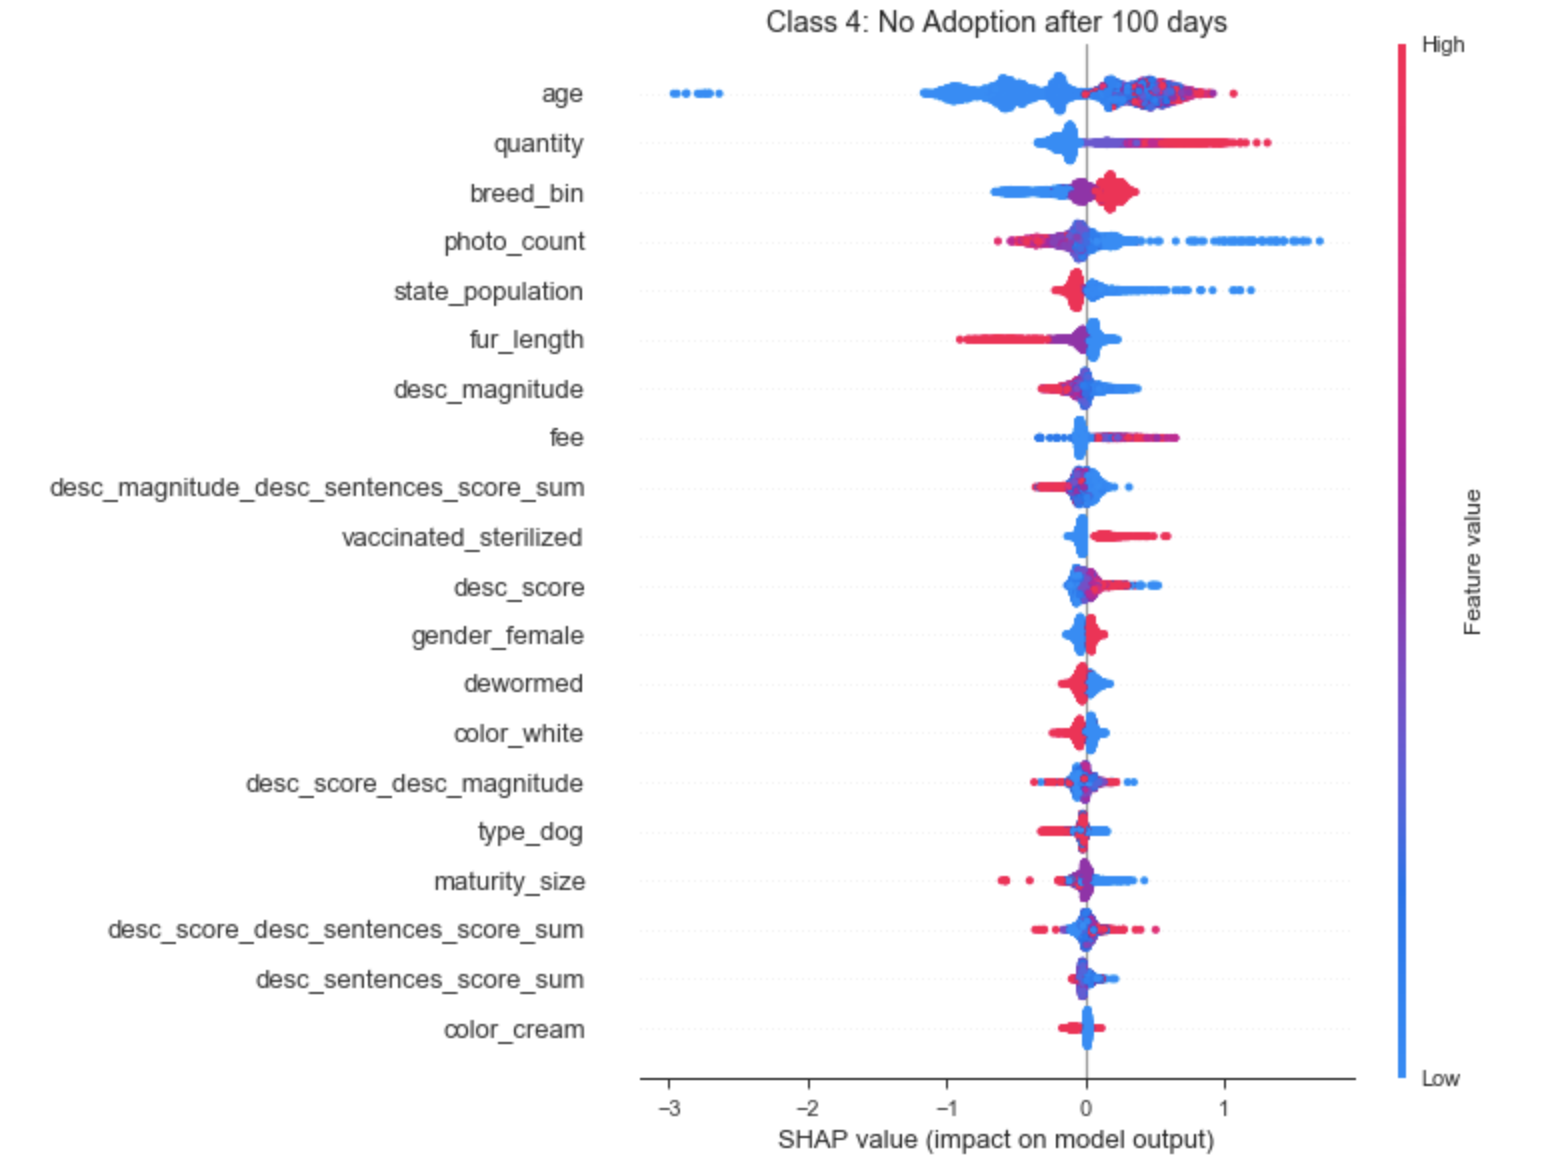 Class 4: No Adoption after 100 days
High
age
quantity
breed_bin
photo_count
state_population
fur_length
desc_magnitude
fee
desc_magnitude_desc_sentences_score_sum
vaccinated_sterilized
desc_score
gender_female
dewormed
color_white
desc_score_desc_magnitude
type_dog
maturity_size
desc_score_desc_sentences_score_sum
desc_sentences_score_sum
color_cream
Feature value
Low
−3 −2 −1 0 1
SHAP value (impact on model output)